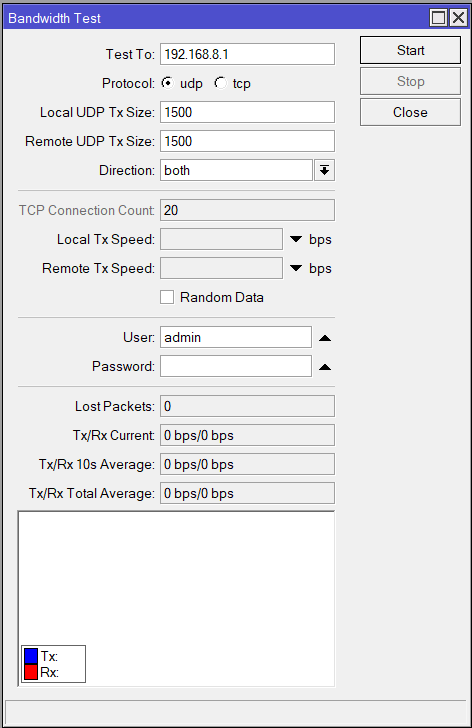 Bandwidth Test
Test To: 192.168.8.1
Start
Protocol: udp tcp
Stop
Local UDP Tx Size: 1500
Close
Remote UDP Tx Size: 1500
Direction: both
TCP Connection Count: 20
Local Tx Speed: bps
Remote Tx Speed: bps
Random Data
User: admin
Password:
Lost Packets: 0
Tx/Rx Current: 0 bps/0 bps
Tx/Rx 10s Average: 0 bps/0 bps
Tx/Rx Total Average: 0 bps/0 bps
Tx:
Rx: